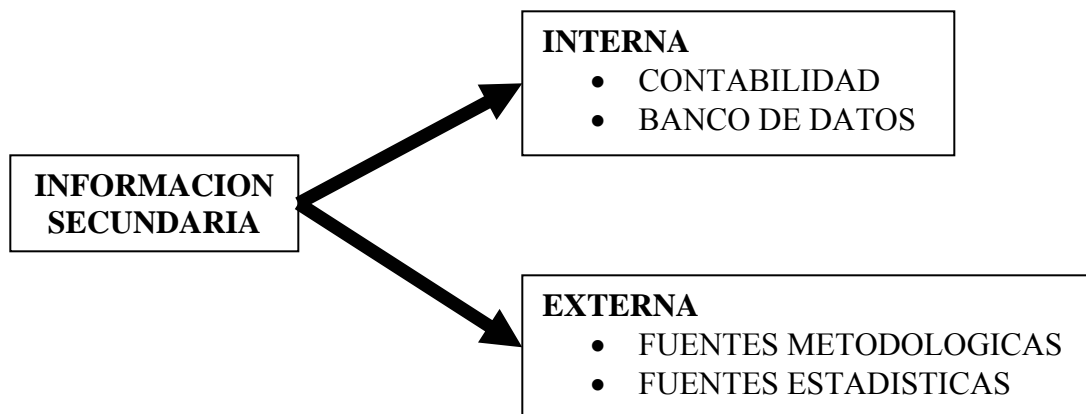 INTERNA
• CONTABILIDAD
• BANCO DE DATOS
INFORMACION
SECUNDARIA
EXTERNA
• FUENTES METODOLOGICAS
• FUENTES ESTADISTICAS